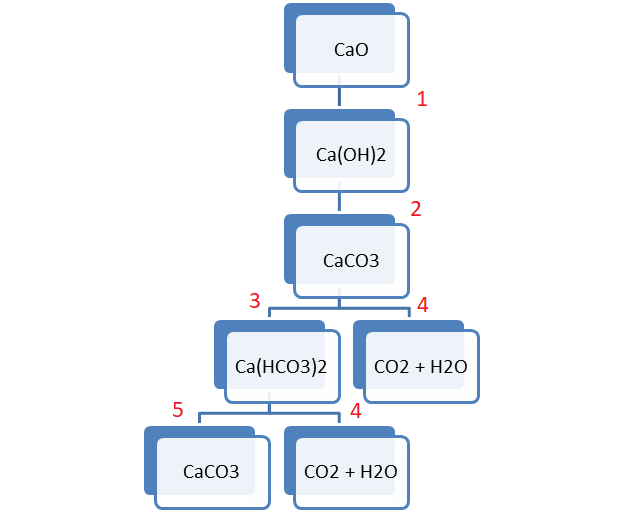 CaO
1
Ca(OH)2
2
CaCO3
3
4
Ca(HCO3)2
CO2 + H2O
5
4
CaCO3
CO2 + H2O